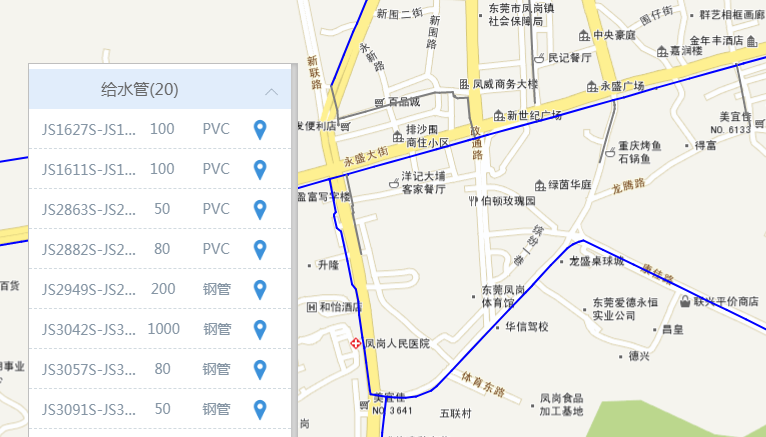 给水管(20)
JS1627S-JS1... 100 PVC
JS1611S-JS1... 100 PVC
JS2863S-JS2... 50 PVC
JS2882S-JS2... 80 PVC
JS2949S-JS2... 200 钢管
JS3042S-JS3... 1000 钢管
JS3057S-JS3... 80 钢管
JS3091S-JS3... 50 钢管
新围二街
东莞市凤岗镇
社会保障局
围仔街
群艺相框画廊
中央豪庭
金年丰酒店
嘉润楼
新围路
永新路
新联路
民记餐厅
凤威商务大楼
永盛广场
百品城
新世纪广场
美宜佳
NO. 6133
发便利店
排沙围
商住小区
政通路
永盛大街
重庆烤鱼
石锅鱼
得富
洋记大埔
客家餐厅
绿茵华庭
龙腾路
盈富写字楼
伯顿玫瑰园
缤纷二巷
升隆
龙盛桌球城
康佳路
百货
东莞凤岗
体育馆
和怡酒店
东莞爱德永恒
实业公司
联兴平价商店
华信驾校
昌皇
凤岗人民医院
德兴
用事业
体育东路
美宜佳
NO. 3641
五联村
凤岗食品
加工基地
岗